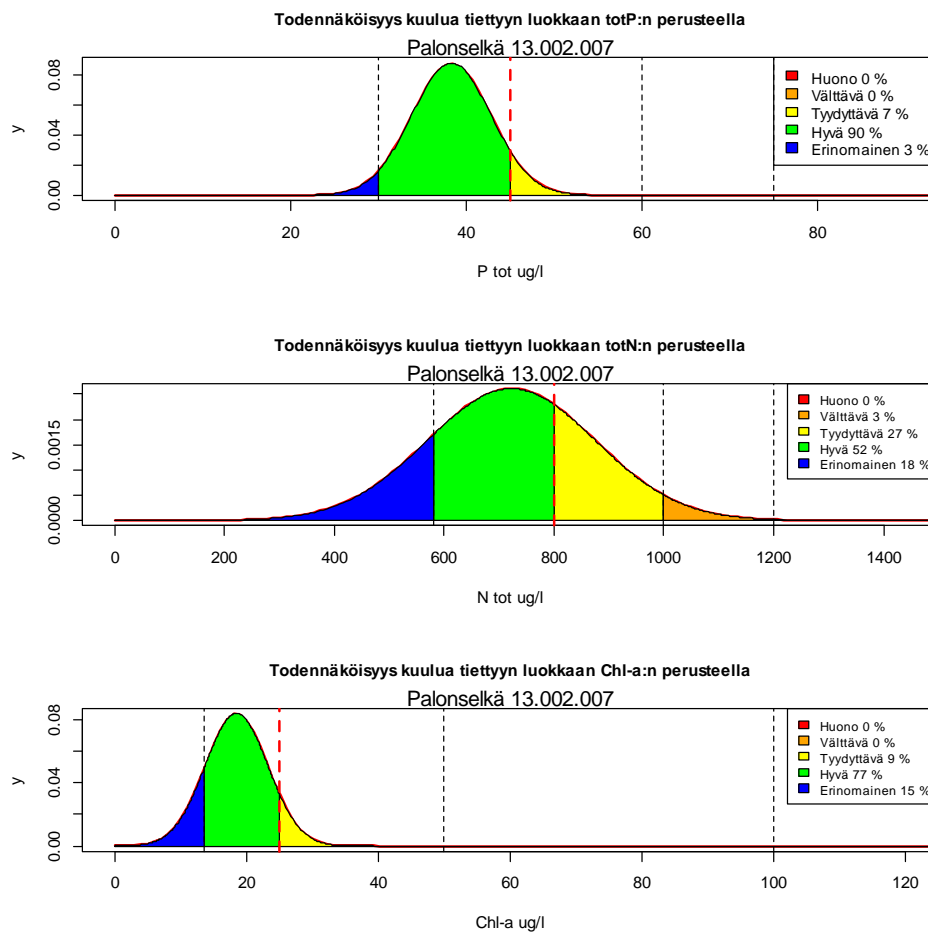 Todennäköisyys kuulua tiettyyn luokkaan totP:n perusteella
Palonselkä 13.002.007
Huono 0 %
Välttävä 0 %
Tyydyttävä 7 %
Hyvä 90 %
Erinomainen 3 %
y
0.00 0.04 0.08
0 20 40 60 80
P tot ug/l
Todennäköisyys kuulua tiettyyn luokkaan totN:n perusteella
Palonselkä 13.002.007
Huono 0 %
Välttävä 3 %
Tyydyttävä 27 %
Hyvä 52 %
Erinomainen 18 %
y
0.0000 0.0015
0 200 400 600 800 1000 1200 1400
N tot ug/l
Todennäköisyys kuulua tiettyyn luokkaan Chl-a:n perusteella
Palonselkä 13.002.007
Huono 0 %
Välttävä 0 %
Tyydyttävä 9 %
Hyvä 77 %
Erinomainen 15 %
y
0.00 0.04 0.08
0 20 40 60 80 100 120
Chl-a ug/l